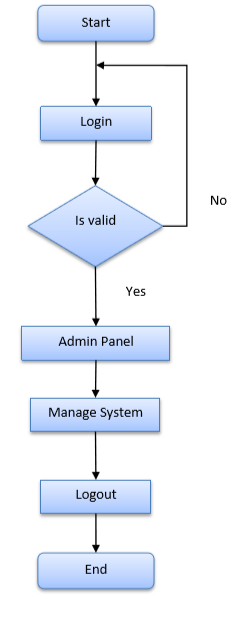 Start
Login
Is valid
No
Yes
Admin Panel
Manage System
Logout
End